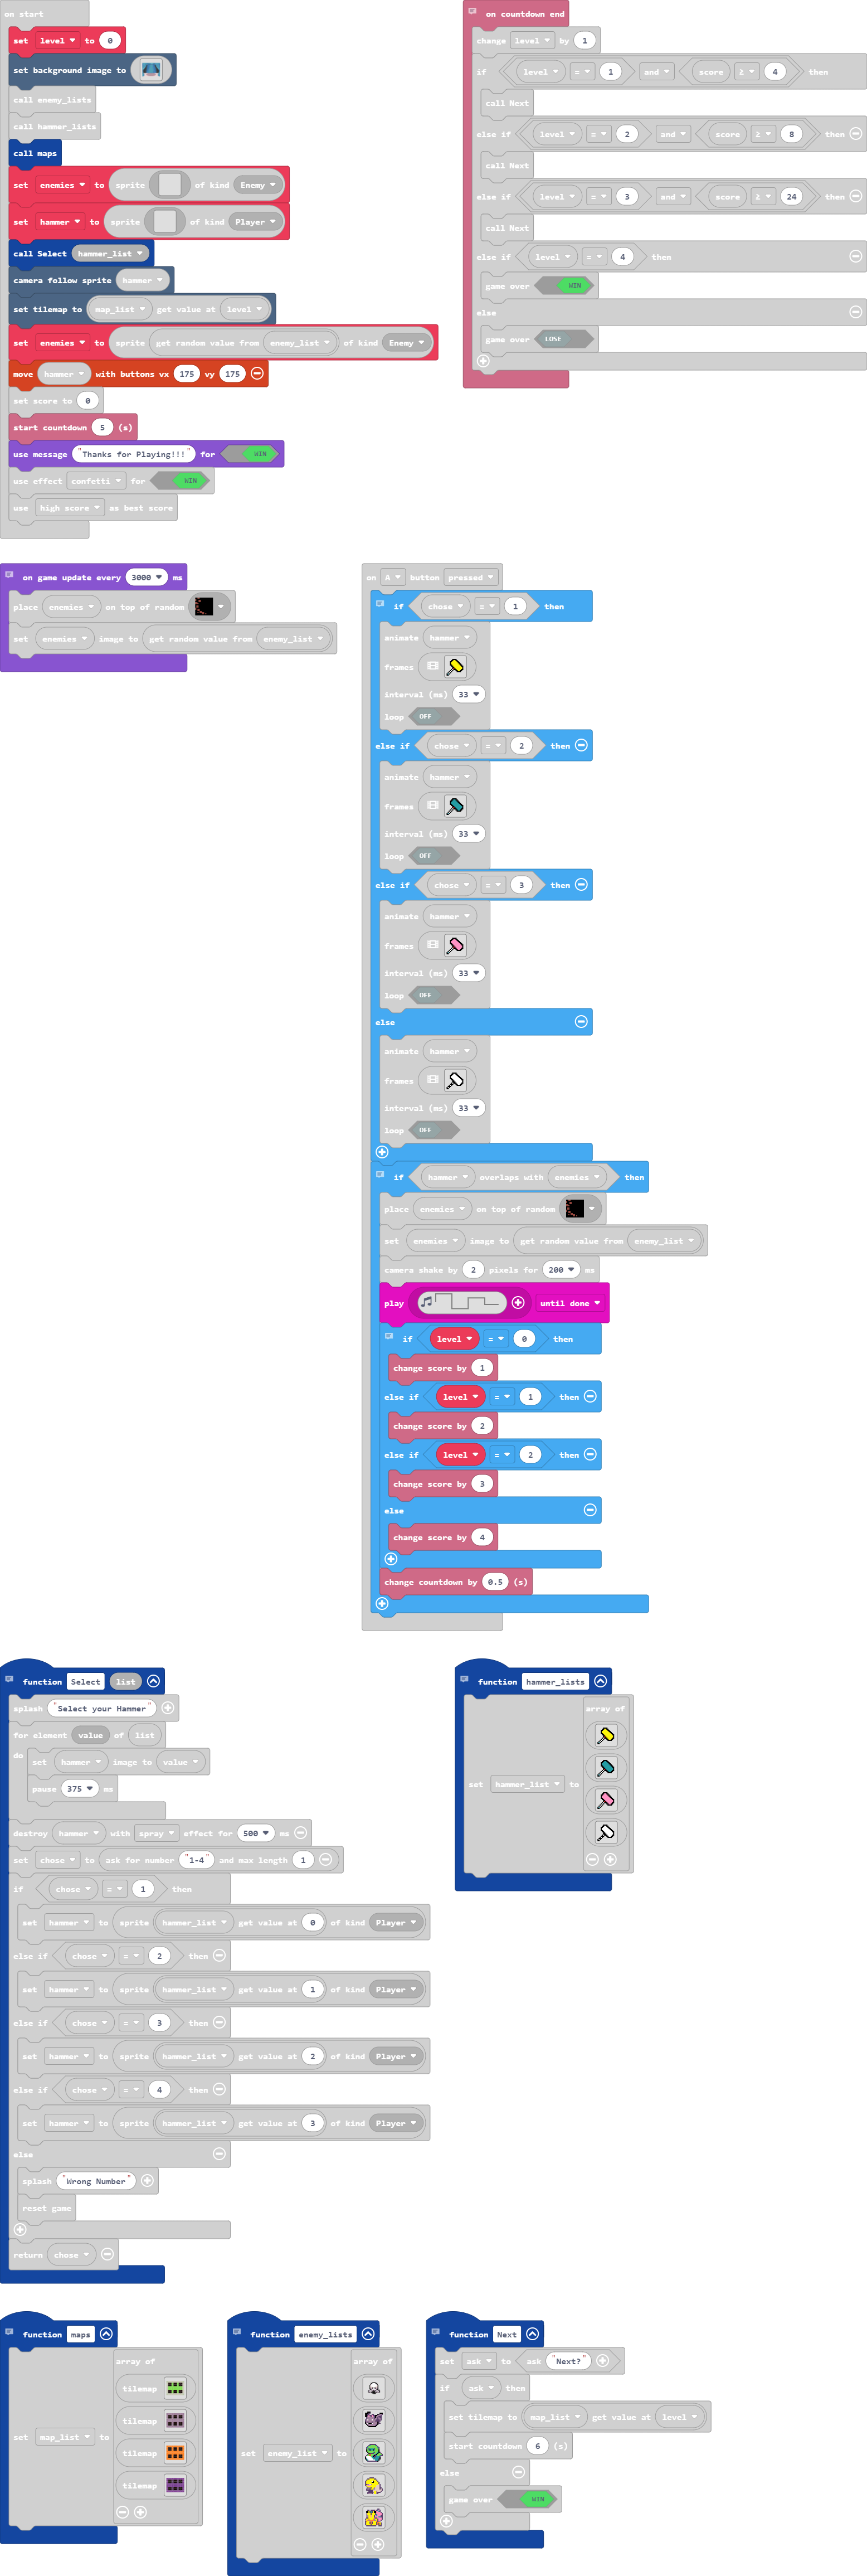 on start
set level to 0
set background image to
call enemy_lists
call hammer_lists
call maps
set enemies to sprite of kind Enemy
set hammer to sprite of kind Player
call Select hammer_list
camera follow sprite hammer
set tilemap to map_list get value at level
set enemies to sprite get random value from enemy_list of kind Enemy
move hammer with buttons vx 175 vy 175
set score to 0
start countdown 5 (s)
use message "Thanks for Playing!!!" for WIN
use effect confetti for WIN
use high score as best score
on countdown end
change level by 1
if level = 1 and score ≥ 4 then
call Next
else if level = 2 and score ≥ 8 then
call Next
else if level = 3 and score ≥ 24 then
call Next
else if level = 4 then
game over WIN
else
game over LOSE
on game update every 3000 ms
place enemies on top of random
set enemies image to get random value from enemy_list
on A button pressed
if chose = 1 then
animate hammer
frames
interval (ms) 33
loop OFF
else if chose = 2 then
animate hammer
frames
interval (ms) 33
loop OFF
else if chose = 3 then
animate hammer
frames
interval (ms) 33
loop OFF
else
animate hammer
frames
interval (ms) 33
loop OFF
if hammer overlaps with enemies then
place enemies on top of random
set enemies image to get random value from enemy_list
camera shake by 2 pixels for 200 ms
play until done
if level = 0 then
change score by 1
else if level = 1 then
change score by 2
else if level = 2 then
change score by 3
else
change score by 4
change countdown by 0.5 (s)
function Select list
splash "Select your Hammer"
for element value of list
do set hammer image to value
pause 375 ms
destroy hammer with spray effect for 500 ms
set chose to ask for number "1-4" and max length 1
if chose = 1 then
set hammer to sprite hammer_list get value at 0 of kind Player
else if chose = 2 then
set hammer to sprite hammer_list get value at 1 of kind Player
else if chose = 3 then
set hammer to sprite hammer_list get value at 2 of kind Player
else if chose = 4 then
set hammer to sprite hammer_list get value at 3 of kind Player
else
splash "Wrong Number"
reset game
return chose
function hammer_lists
array of
set hammer_list to
function maps
array of
tilemap
tilemap
set map_list to
tilemap
tilemap
function enemy_lists
array of
set enemy_list to
function Next
set ask to ask "Next?"
if ask then
set tilemap to map_list get value at level
start countdown 6 (s)
else
game over WIN